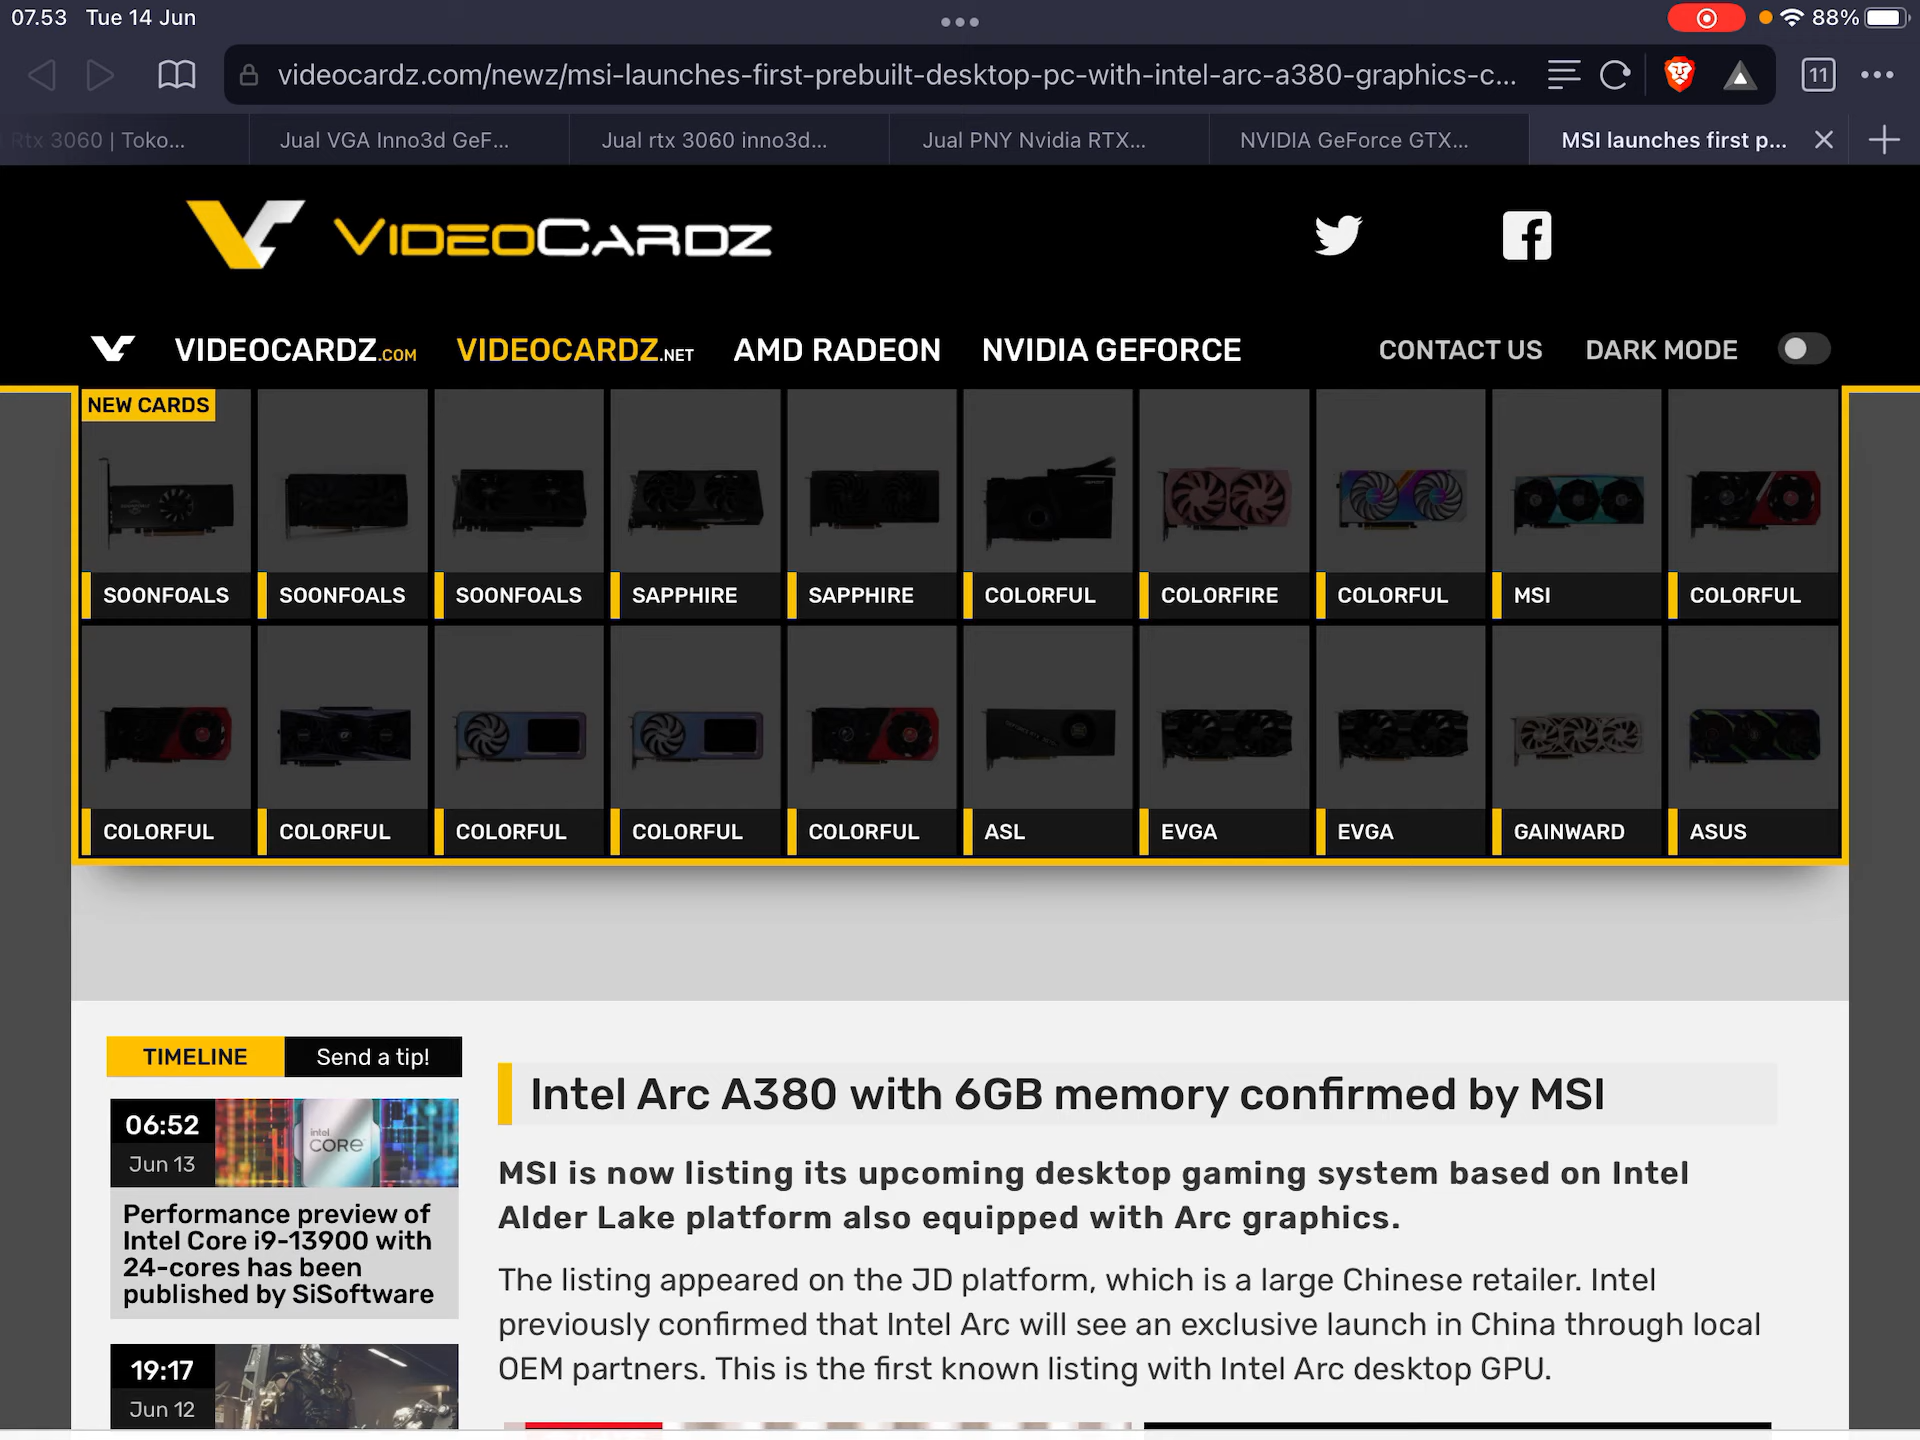 07.53 Tue 14 Jun
88%
videocardz.com/newz/msi-launches-first-prebuilt-desktop-pc-with-intel-arc-a380-graphics-c...
11
Rtx 3060 | Toko...
Jual VGA Inno3d GeF...
Jual rtx 3060 inno3d...
Jual PNY Nvidia RTX...
NVIDIA GeForce GTX...
MSI launches first p...
VIDEOCARDZ
VIDEOCARDZ.COM
VIDEOCARDZ.NET
AMD RADEON
NVIDIA GEFORCE
CONTACT US
DARK MODE
NEW CARDS
SOONFOALS
SOONFOALS
SOONFOALS
SAPPHIRE
SAPPHIRE
COLORFUL
COLORFIRE
COLORFUL
MSI
COLORFUL
COLORFUL
COLORFUL
COLORFUL
COLORFUL
COLORFUL
ASL
EVGA
EVGA
GAINWARD
ASUS
TIMELINE
Send a tip!
06:52
Jun 13
intel
CORE
Performance preview of
Intel Core i9-13900 with
24-cores has been
published by SiSoftware
19:17
Jun 12
Intel Arc A380 with 6GB memory confirmed by MSI
MSI is now listing its upcoming desktop gaming system based on Intel
Alder Lake platform also equipped with Arc graphics.
The listing appeared on the JD platform, which is a large Chinese retailer. Intel
previously confirmed that Intel Arc will see an exclusive launch in China through local
OEM partners. This is the first known listing with Intel Arc desktop GPU.